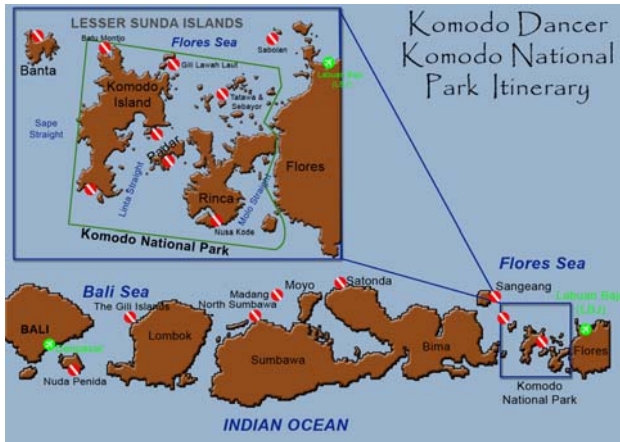 Komodo Dancer
Komodo National
Park Itinerary
LESSER SUNDA ISLANDS
Flores Sea
Batu Montjo
Sabolan
Banta
Gili Lawah Laut
Labuan Bajo
Komodo
Island
Tatawa &
Sebayor
Sape
Straight
Padar
Linta Straight
Rinca
Molo Straight
Flores
Nusa Kode
Komodo National Park
Flores Sea
Bali Sea
Satonda
Moyo
Madang
North Sumbawa
Sangeang
Labuan Bajo
(LBJ)
The Gili Islands
BALI
Lombok
Sumbawa
Bima
Flores
Nuda Penida
Komodo
National Park
INDIAN OCEAN